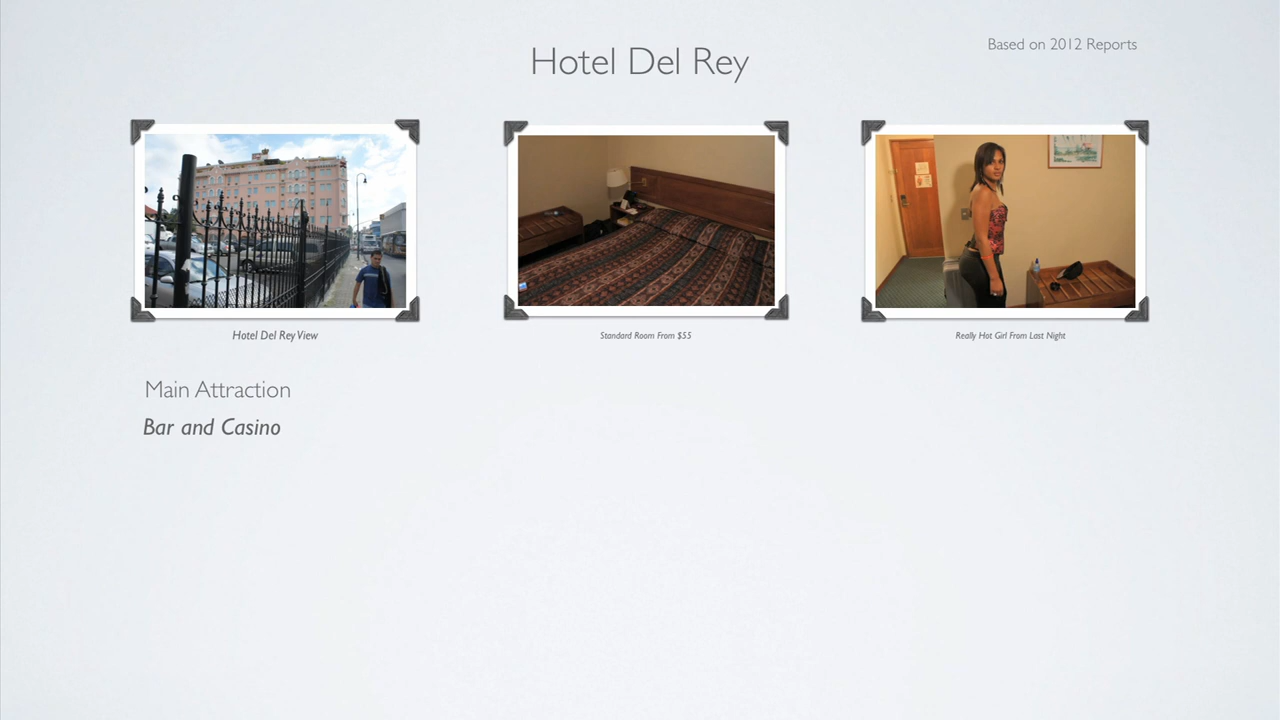 Hotel Del Rey
Based on 2012 Reports
Hotel Del Rey View
Standard Room From $55
Really Hot Girl From Last Night
Main Attraction
Bar and Casino